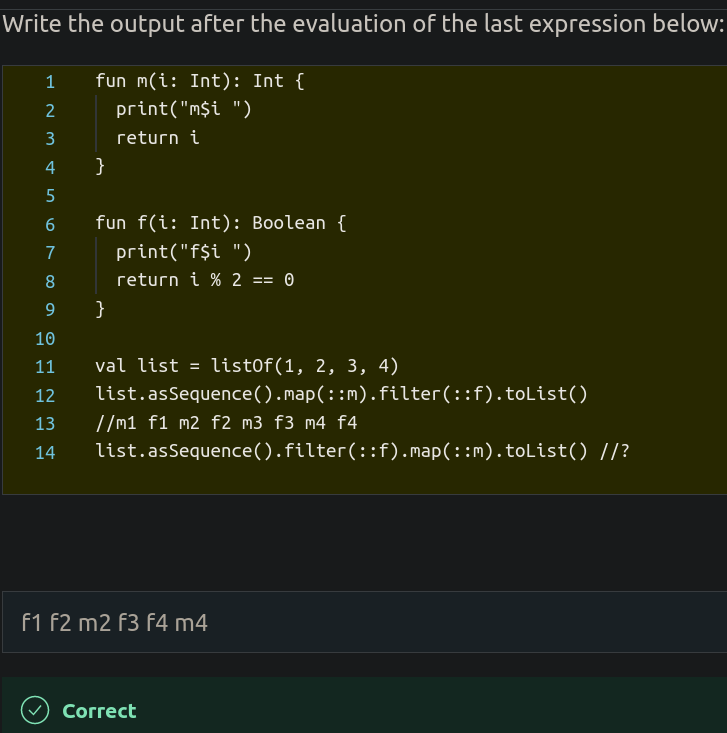 Write the output after the evaluation of the last expression below:
1 fun m(i: Int): Int {
2 print("m$i ")
3 return i
4 }
5
6 fun f(i: Int): Boolean {
7 print("f$i ")
8 return i % 2 == 0
9 }
10
11 val list = listOf(1, 2, 3, 4)
12 list.asSequence().map(::m).filter(::f).toList()
13 //m1 f1 m2 f2 m3 f3 m4 f4
14 list.asSequence().filter(::f).map(::m).toList() //?
f1 f2 m2 f3 f4 m4
Correct